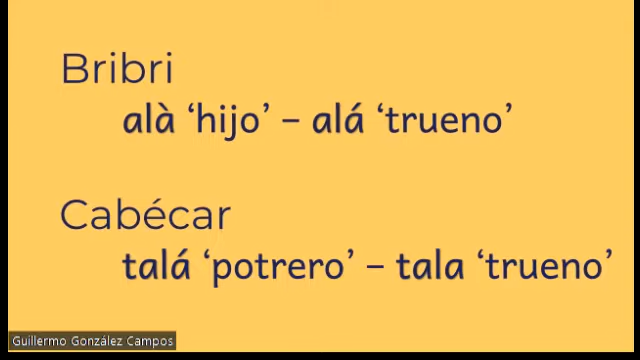 Bribri
alà ‘hijo’ – alá ‘trueno’
Cabécar
talá ‘potrero’ – tala ‘trueno’
Guillermo González Campos